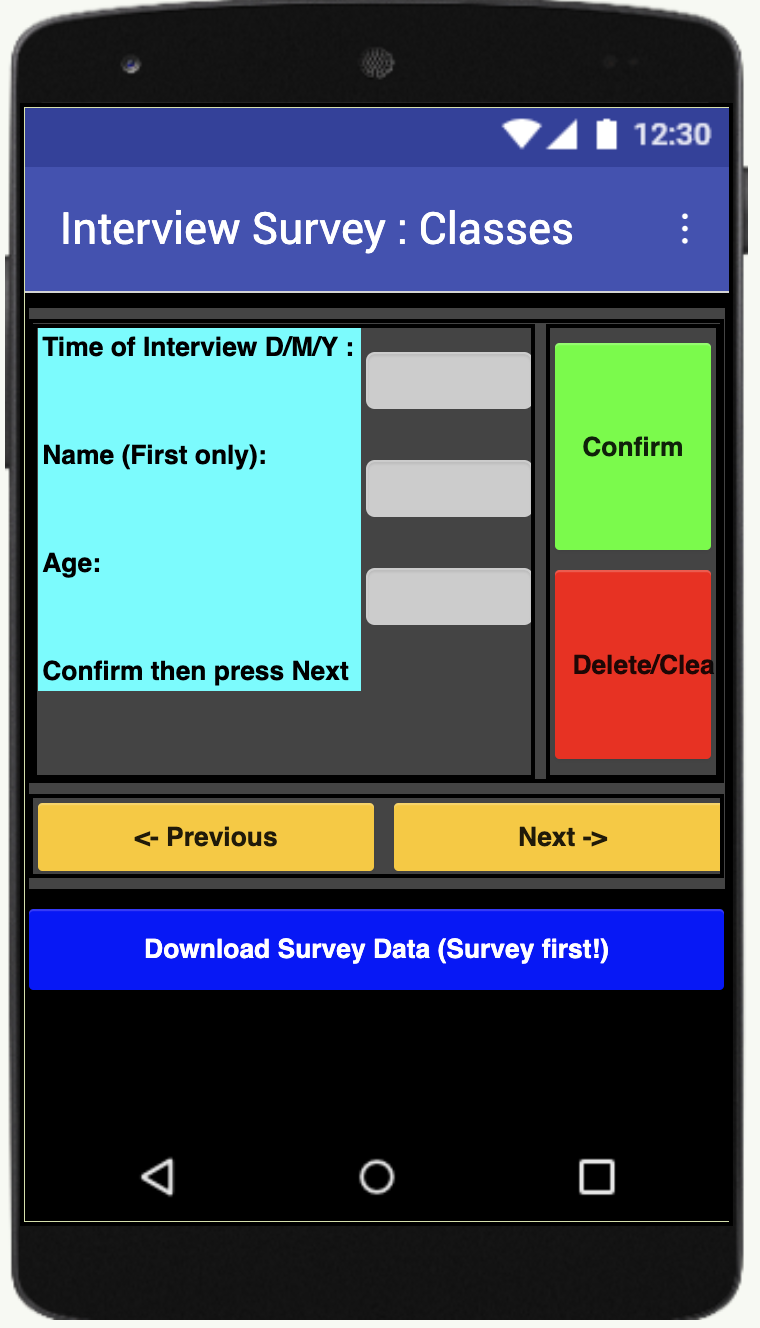 12:30
Interview Survey : Classes
Time of Interview D/M/Y :
Name (First only):
Age:
Confirm then press Next
Confirm
Delete/Clea
<- Previous
Next ->
Download Survey Data (Survey first!)